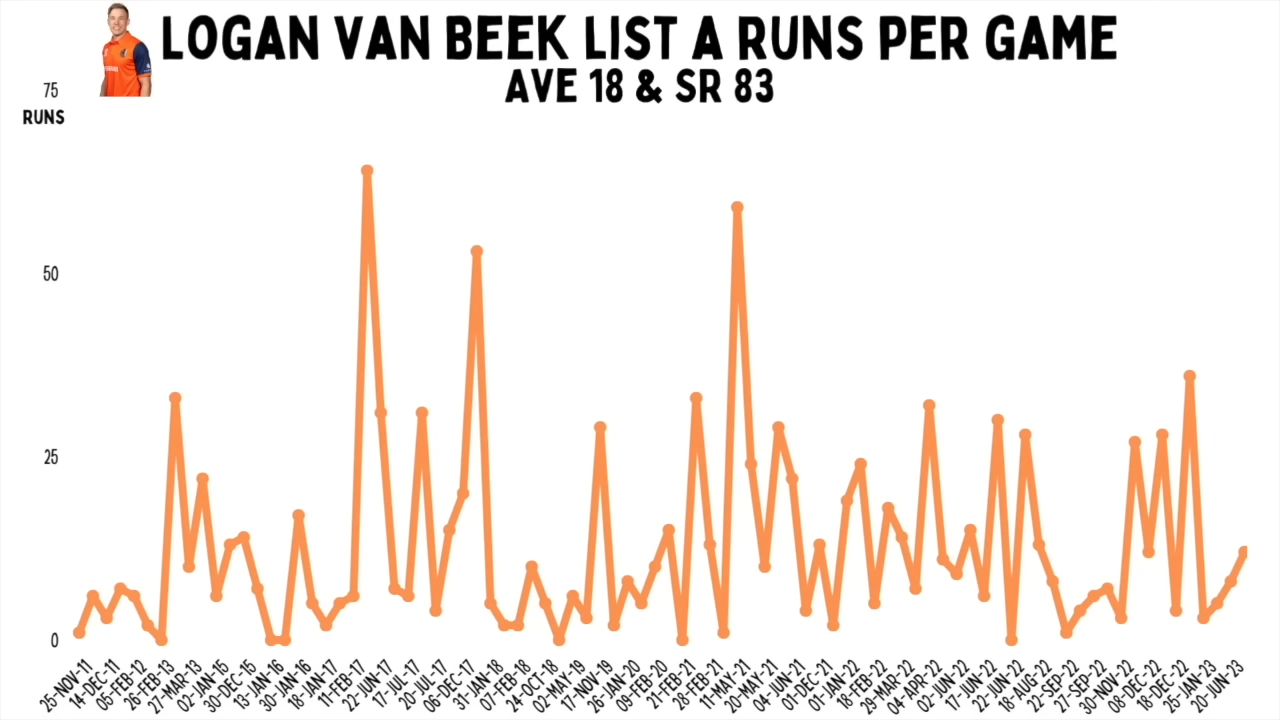 LOGAN VAN BEEK LIST A RUNS PER GAME
AVE 18 & SR 83
75
RUNS
50
25
0
25-NOV-11
14-DEC-11
05-FEB-12
26-FEB-13
27-MAR-13
02-JAN-15
30-DEC-15
13-JAN-16
30-JAN-16
18-JAN-17
11-FEB-17
22-JUN-17
17-JUL-17
20-JUL-17
06-DEC-17
31-JAN-18
07-FEB-18
24-OCT-18
02-MAY-19
17-NOV-19
26-JAN-20
09-FEB-20
21-FEB-21
28-FEB-21
11-MAY-21
20-MAY-21
04-JUN-21
01-DEC-21
01-JAN-22
18-FEB-22
29-MAR-22
04-APR-22
02-JUN-22
17-JUN-22
22-JUN-22
18-AUG-22
22-SEP-22
27-SEP-22
30-NOV-22
08-DEC-22
18-DEC-22
25-JAN-23
20-JUN-23